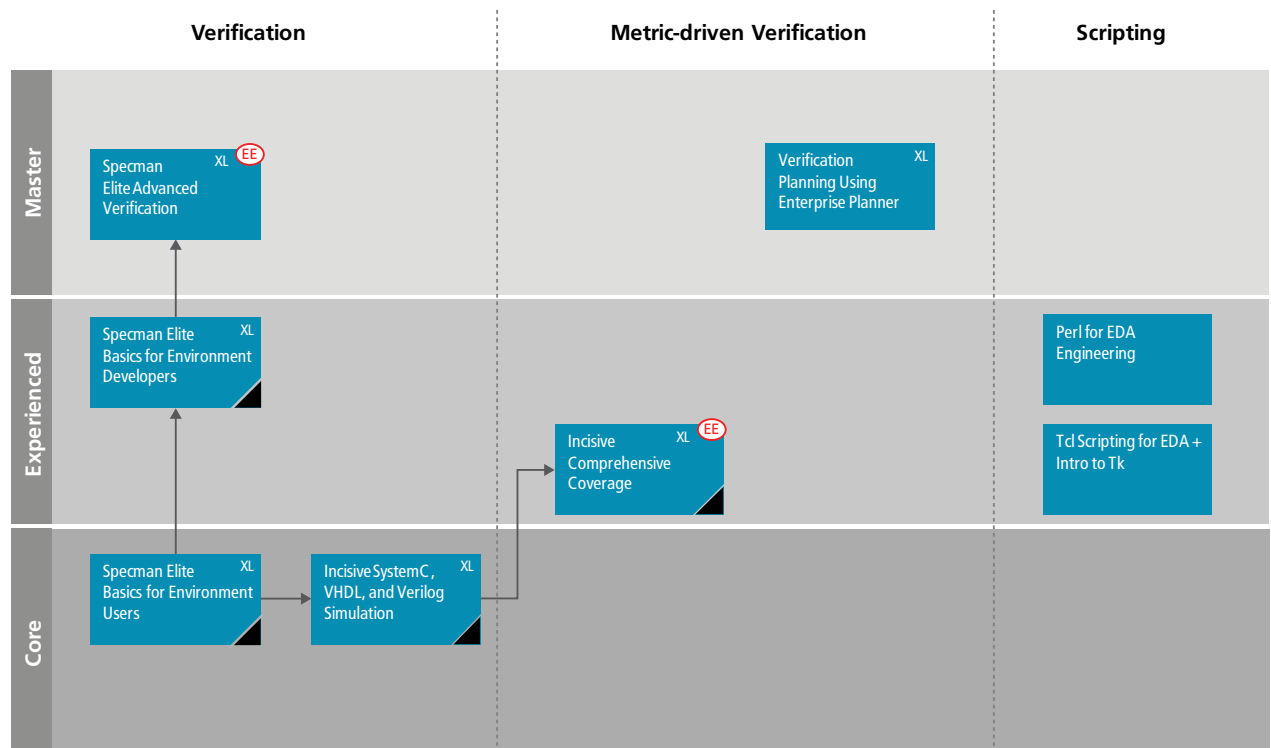 Verification
Metric-driven Verification
Scripting
Master
Specman
Elite Advanced
Verification
XL
EE
Verification
Planning Using
Enterprise Planner
XL
Experienced
Specman Elite
Basics for Environment
Developers
XL
Incisive
Comprehensive
Coverage
XL
EE
Perl for EDA
Engineering
Tcl Scripting for EDA +
Intro to Tk
Core
Specman Elite
Basics for Environment
Users
XL
Incisive SystemC,
VHDL, and Verilog
Simulation
XL